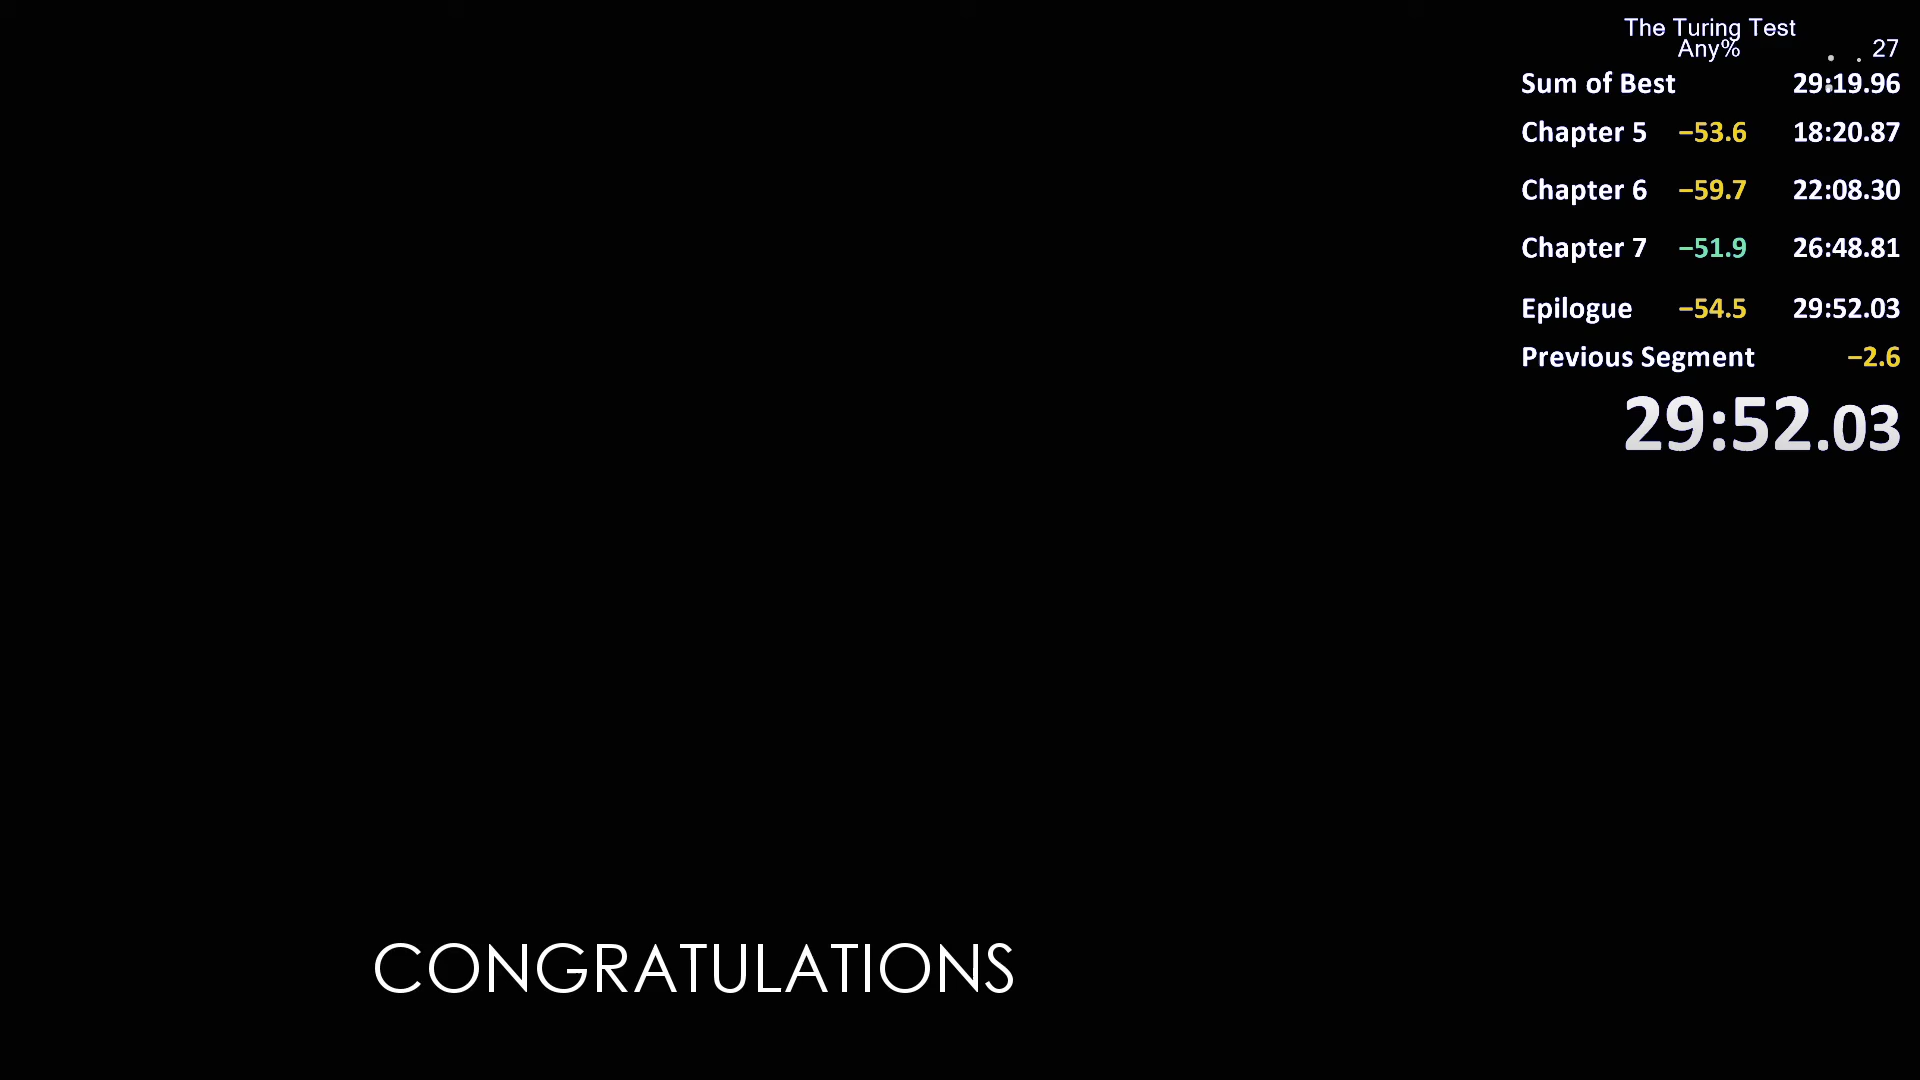 The Turing Test
Any% 27
Sum of Best 29:19.96
Chapter 5 −53.6 18:20.87
Chapter 6 −59.7 22:08.30
Chapter 7 −51.9 26:48.81
Epilogue −54.5 29:52.03
Previous Segment −2.6
29:52.03
CONGRATULATIONS